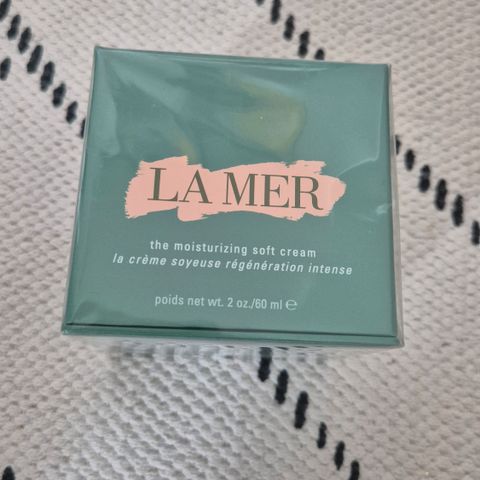 LA MER
the moisturizing soft cream
la crème soyeuse régénération intense
poids net wt. 2 oz./60 ml ℮